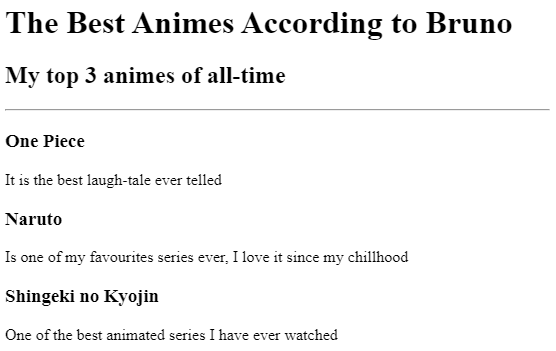 The Best Animes According to Bruno
My top 3 animes of all-time
One Piece
It is the best laugh-tale ever telled
Naruto
Is one of my favourites series ever, I love it since my chillhood
Shingeki no Kyojin
One of the best animated series I have ever watched